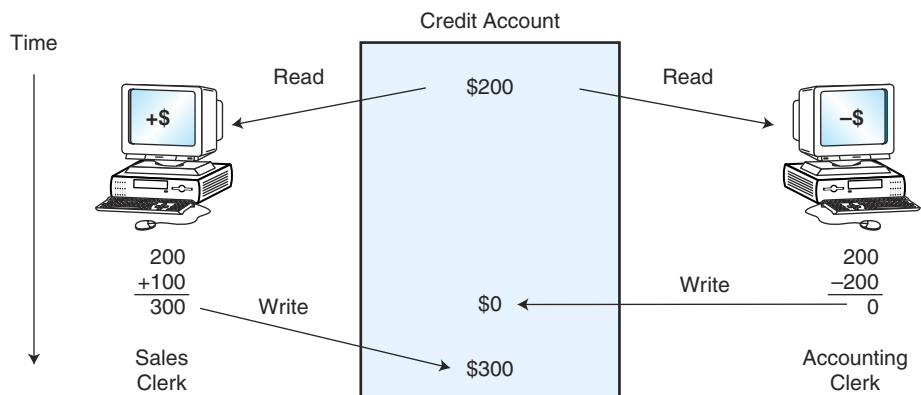 Credit Account
Time
Read
$200
Read
+$
–$
200
+100
300
Write
$0
Write
200
–200
0
$300
Sales
Clerk
Accounting
Clerk